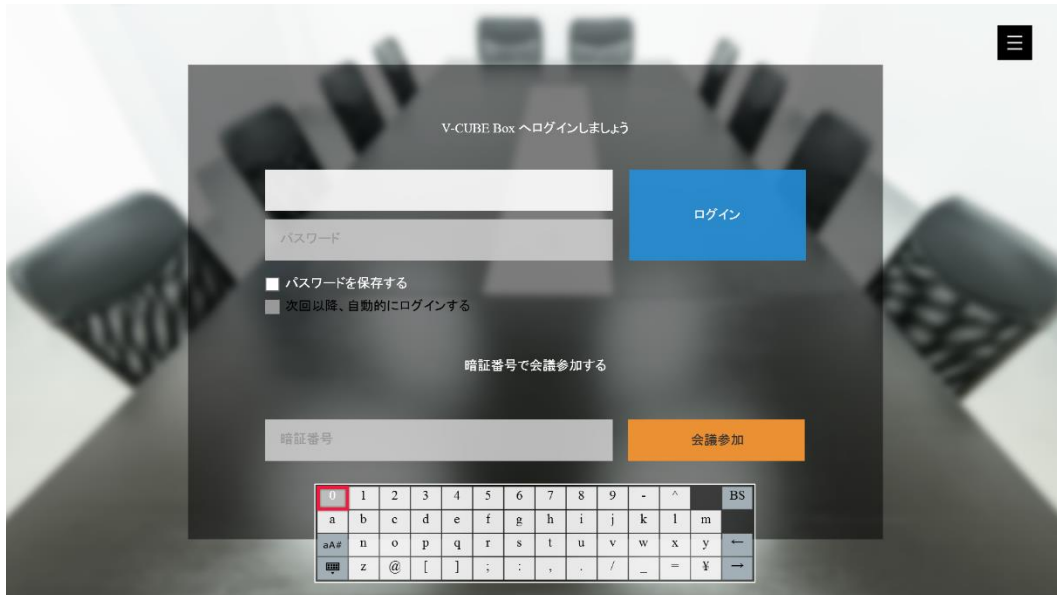 V-CUBE Box へログインしましょう
ログイン
パスワード
パスワードを保存する
次回以降、自動的にログインする
暗証番号で会議参加する
暗証番号
会議参加
0 1 2 3 4 5 6 7 8 9 - ^ BS
a b c d e f g h i j k l m
aA# n o p q r s t u v w x y ←
z @ [ ] ; : , . / _ = ¥ →